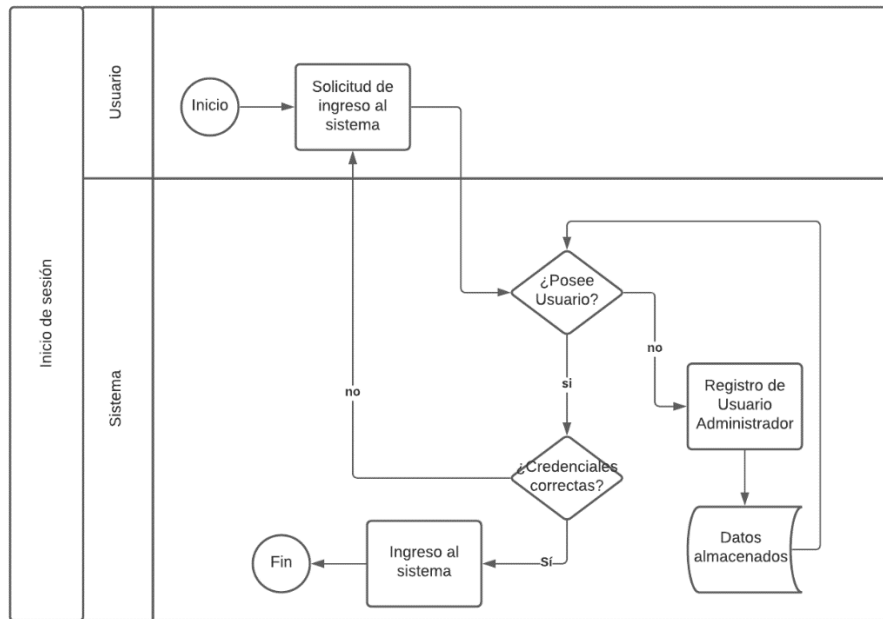 Inicio de sesión
Usuario
Inicio
Solicitud de
ingreso al
sistema
Sistema
¿Posee
Usuario?
no
si
no
Registro de
Usuario
Administrador
¿Credenciales
correctas?
Datos
almacenados
Sí
Ingreso al
sistema
Fin